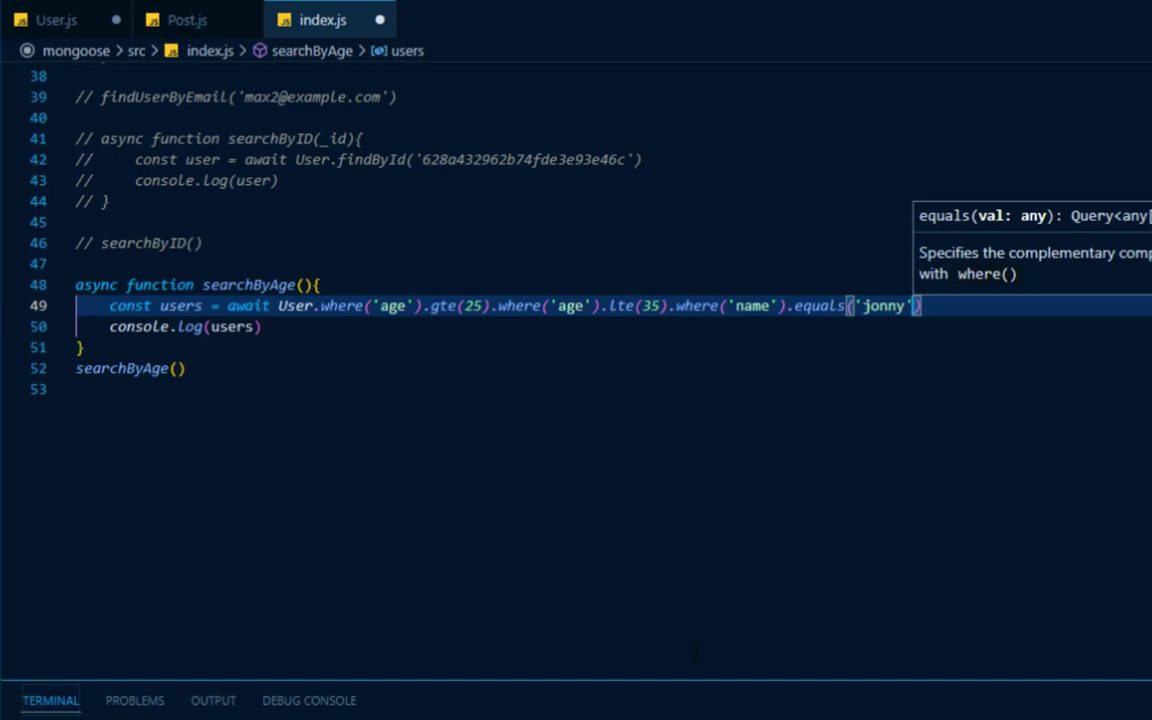 User.js
Post.js
index.js
mongoose > src > index.js > searchByAge > users
38
39 // findUserByEmail('max2@example.com')
40
41 // async function searchByID(_id){
42 //     const user = await User.findById('628a432962b74fde3e93e46c')
43 //     console.log(user)
44 // }
45
46 // searchByID()
47
48 async function searchByAge(){
49     const users = await User.where('age').gte(25).where('age').lte(35).where('name').equals('jonny')
50     console.log(users)
51 }
52 searchByAge()
53
equals(val: any): Query<any[
Specifies the complementary comp
with where()
TERMINAL PROBLEMS OUTPUT DEBUG CONSOLE